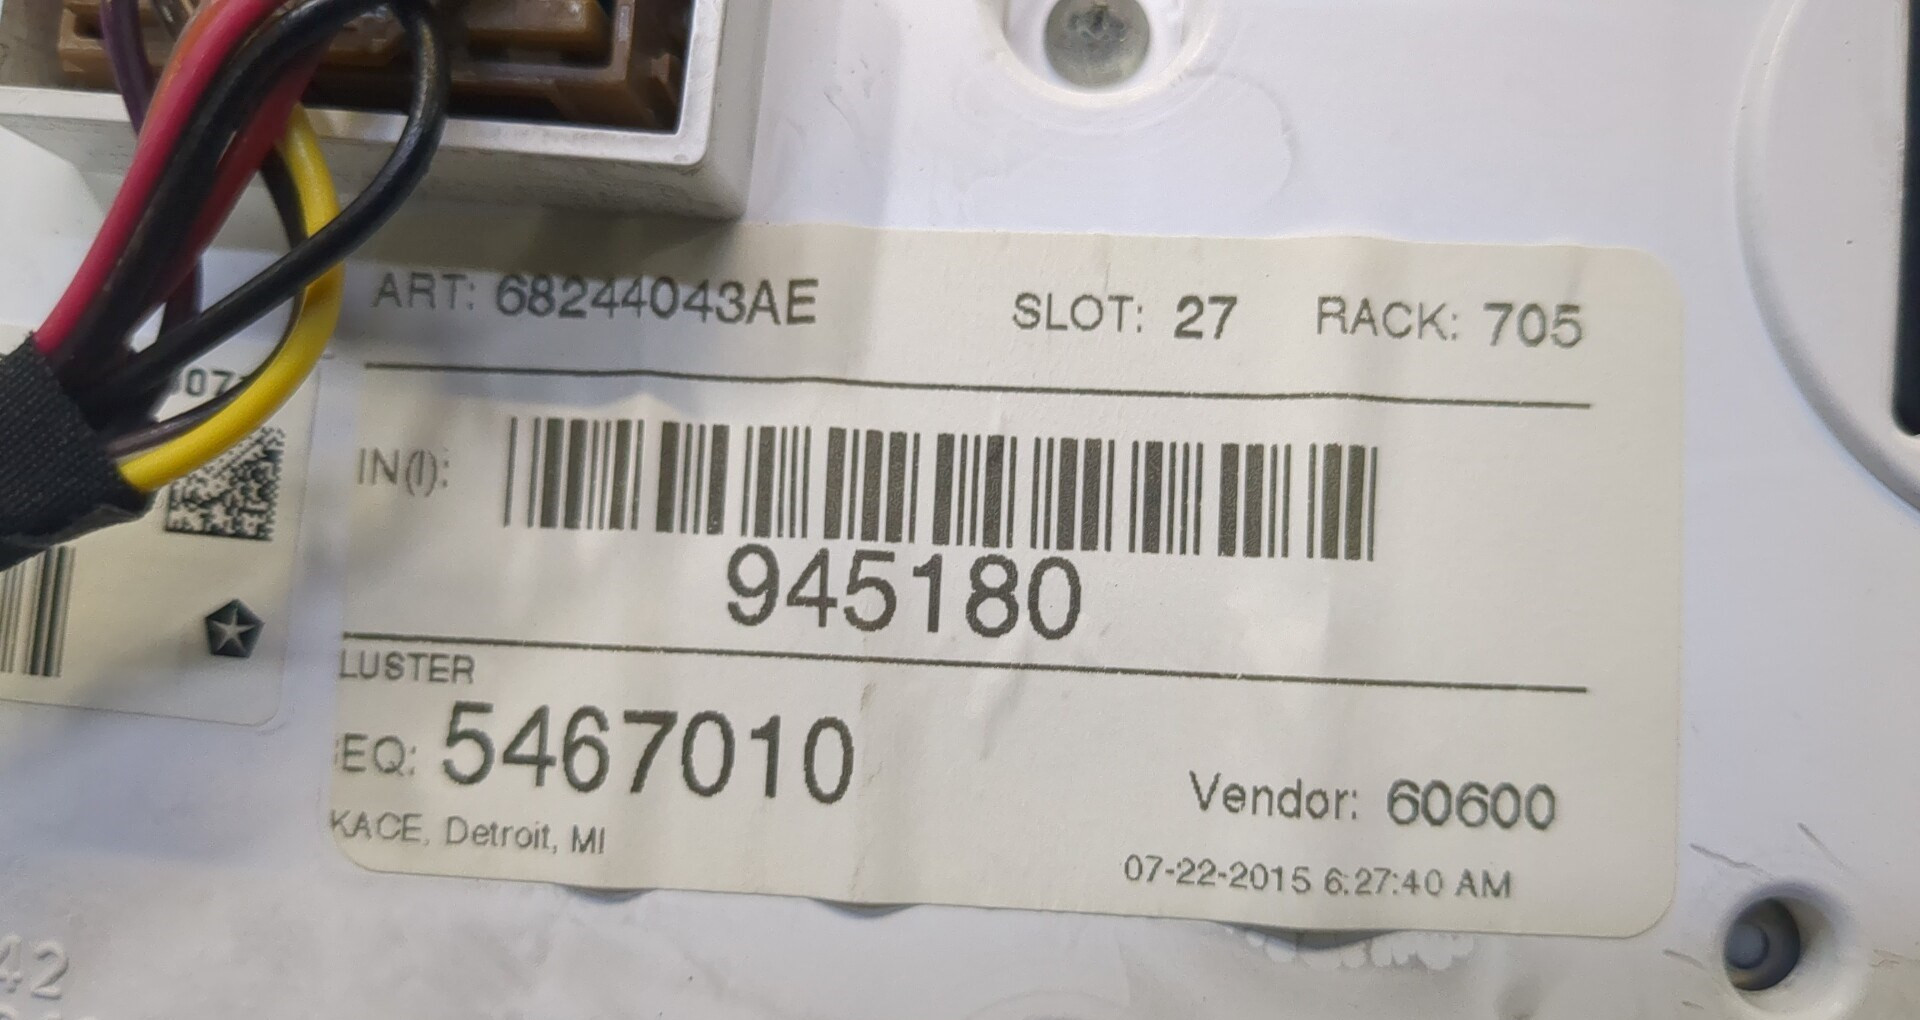 ART: 68244043AE SLOT: 27 RACK: 705
IN(I):
945180
LUSTER
EQ: 5467010
Vendor: 60600
KACE, Detroit, MI
07-22-2015 6:27:40 AM
42